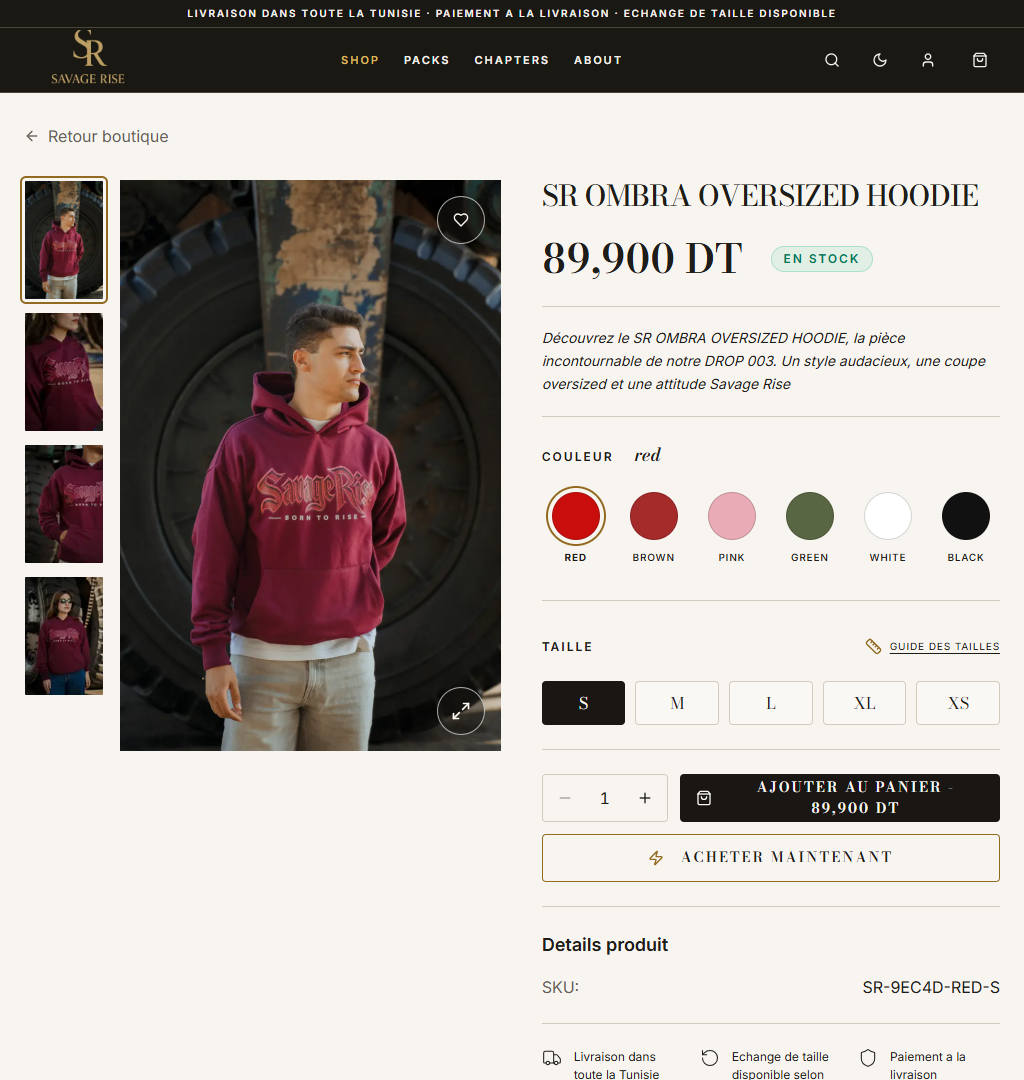 LIVRAISON DANS TOUTE LA TUNISIE · PAIEMENT A LA LIVRAISON · ECHANGE DE TAILLE DISPONIBLE
SR
SAVAGE RISE
SHOP PACKS CHAPTERS ABOUT
Retour boutique
SR OMBRA OVERSIZED HOODIE
89,900 DT EN STOCK
Découvrez le SR OMBRA OVERSIZED HOODIE, la pièce
incontournable de notre DROP 003. Un style audacieux, une coupe
oversized et une attitude Savage Rise
SavageRise
BORN TO RISE
COULEUR red
RED BROWN PINK GREEN WHITE BLACK
TAILLE GUIDE DES TAILLES
S M L XL XS
1
AJOUTER AU PANIER -
89,900 DT
ACHETER MAINTENANT
Details produit
SKU: SR-9EC4D-RED-S
Livraison dans
toute la Tunisie
Echange de taille
disponible selon
Paiement a la
livraison